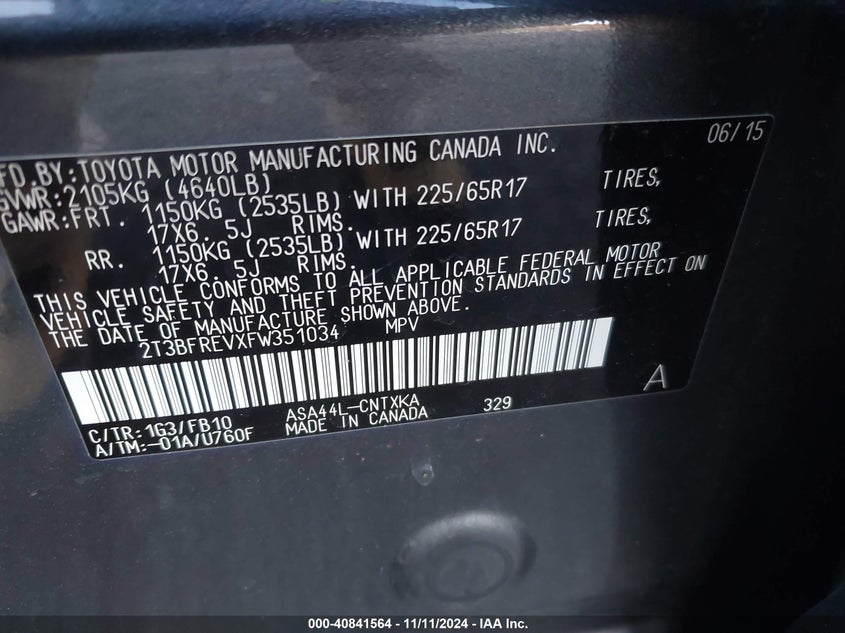 06/15
FD.BY:TOYOTA MOTOR MANUFACTURING CANADA INC.
GVWR:2105KG (4640LB)
GAWR:FRT. 1150KG (2535LB) WITH 225/65R17 TIRES,
17X6.5J RIMS.
RR. 1150KG (2535LB) WITH 225/65R17 TIRES,
17X6.5J RIMS.
THIS VEHICLE CONFORMS TO ALL APPLICABLE FEDERAL MOTOR
VEHICLE SAFETY AND THEFT PREVENTION STANDARDS IN EFFECT ON
THE DATE OF MANUFACTURE SHOWN ABOVE.
2T3BFREVXFW351034 MPV
A
C/TR:1G3/FB10 ASA44L-CNTXKA 329
A/TM:-01A/U760F MADE IN CANADA
000-40841564 - 11/11/2024 - IAA Inc.